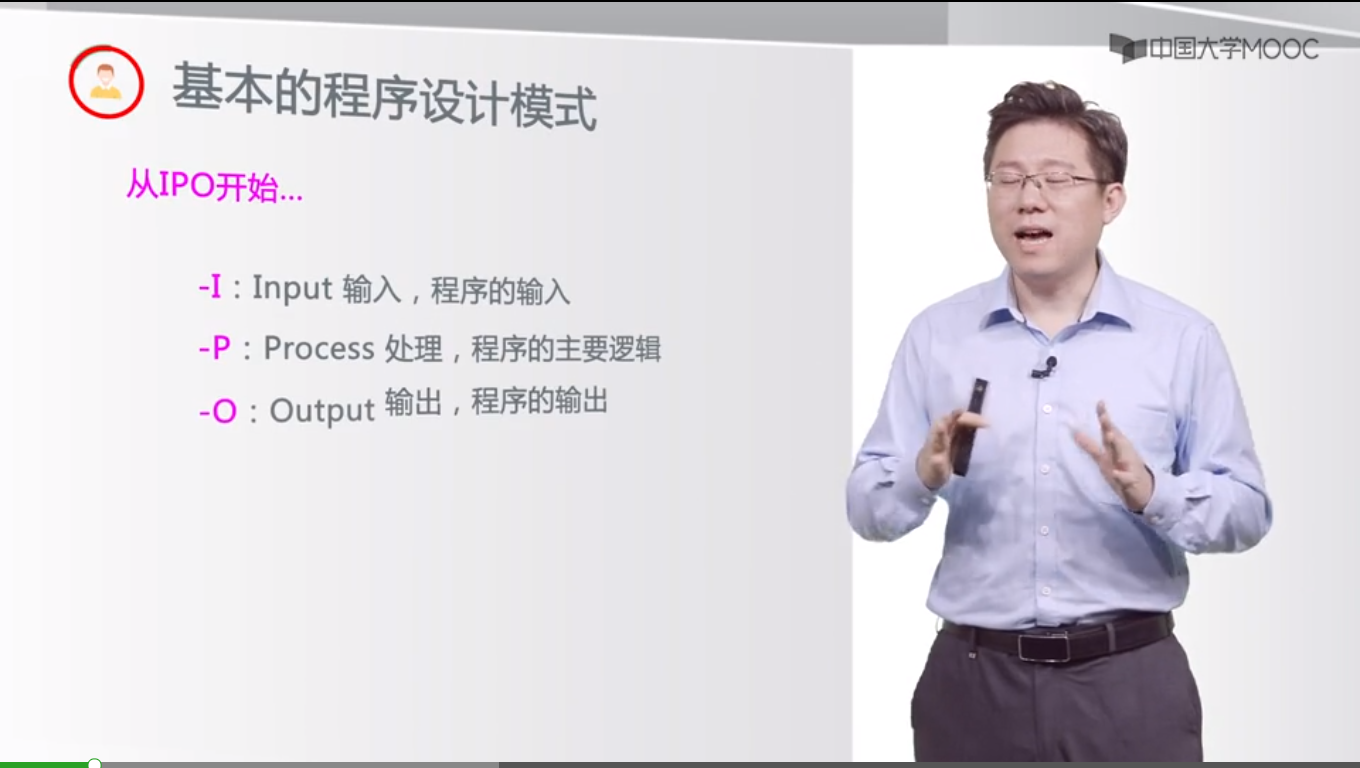 中国大学MOOC
基本的程序设计模式
从IPO开始...
-I：Input 输入，程序的输入
-P：Process 处理，程序的主要逻辑
-O：Output 输出，程序的输出